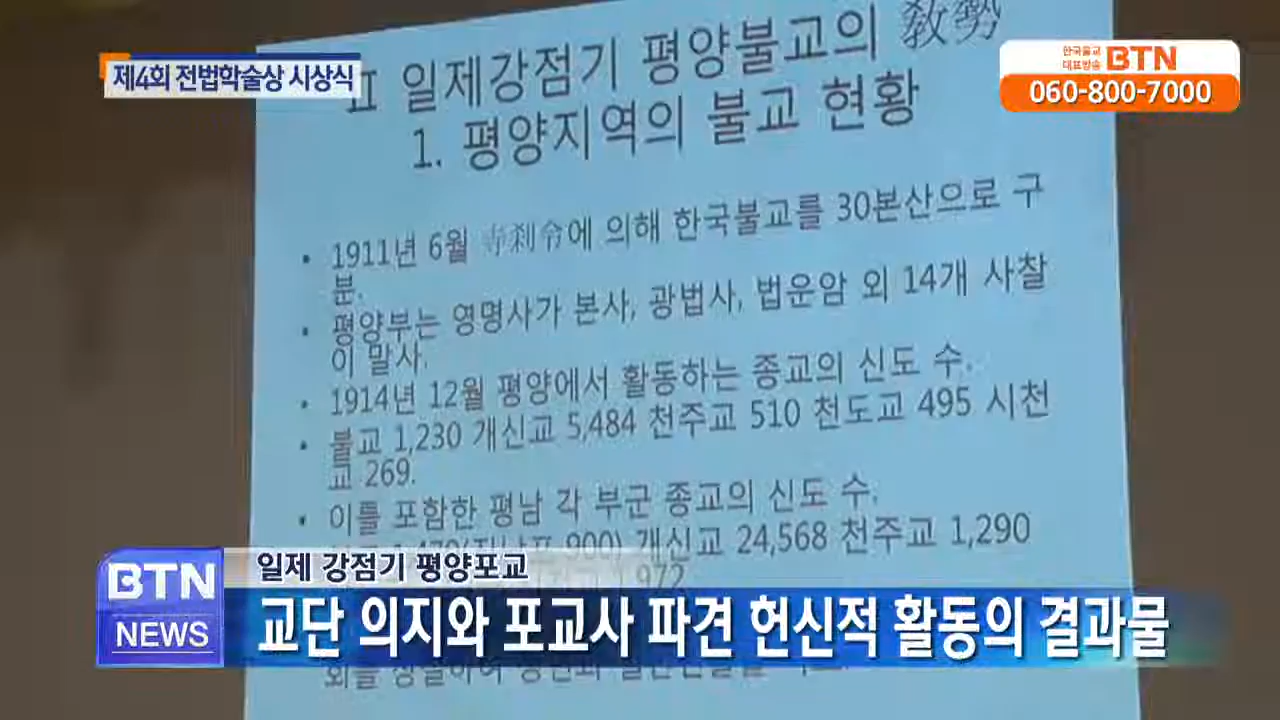 제4회 전법학술상 시상식
한국불교
대표방송 BTN
060-800-7000
Ⅱ 일제강점기 평양불교의 敎勢
1. 평양지역의 불교 현황
• 1911년 6월 寺刹令에 의해 한국불교를 30본산으로 구
분.
• 평양부는 영명사가 본사, 광법사, 법운암 외 14개 사찰
이 말사.
• 1914년 12월 평양에서 활동하는 종교의 신도 수.
• 불교 1,230 개신교 5,484 천주교 510 천도교 495 시천
교 269.
• 이를 포함한 평남 각 부군 종교의 신도 수.
900) 개신교 24,568 천주교 1,290
일제 강점기 평양포교
BTN
NEWS
교단 의지와 포교사 파견 헌신적 활동의 결과물